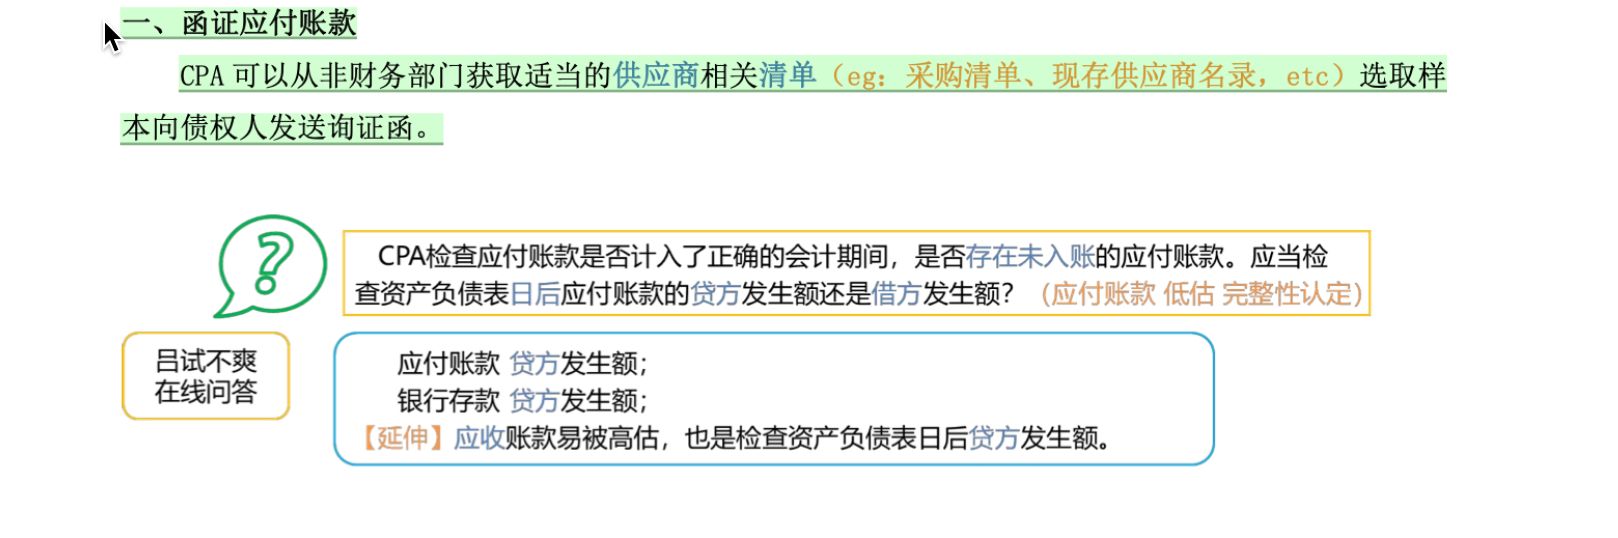 一、函证应付账款
CPA 可以从非财务部门获取适当的供应商相关清单（eg：采购清单、现存供应商名录，etc）选取样
本向债权人发送询证函。
?
CPA检查应付账款是否计入了正确的会计期间，是否存在未入账的应付账款。应当检
查资产负债表日后应付账款的贷方发生额还是借方发生额？（应付账款 低估 完整性认定）
吕试不爽
在线问答
应付账款 贷方发生额；
银行存款 贷方发生额；
【延伸】应收账款易被高估，也是检查资产负债表日后贷方发生额。